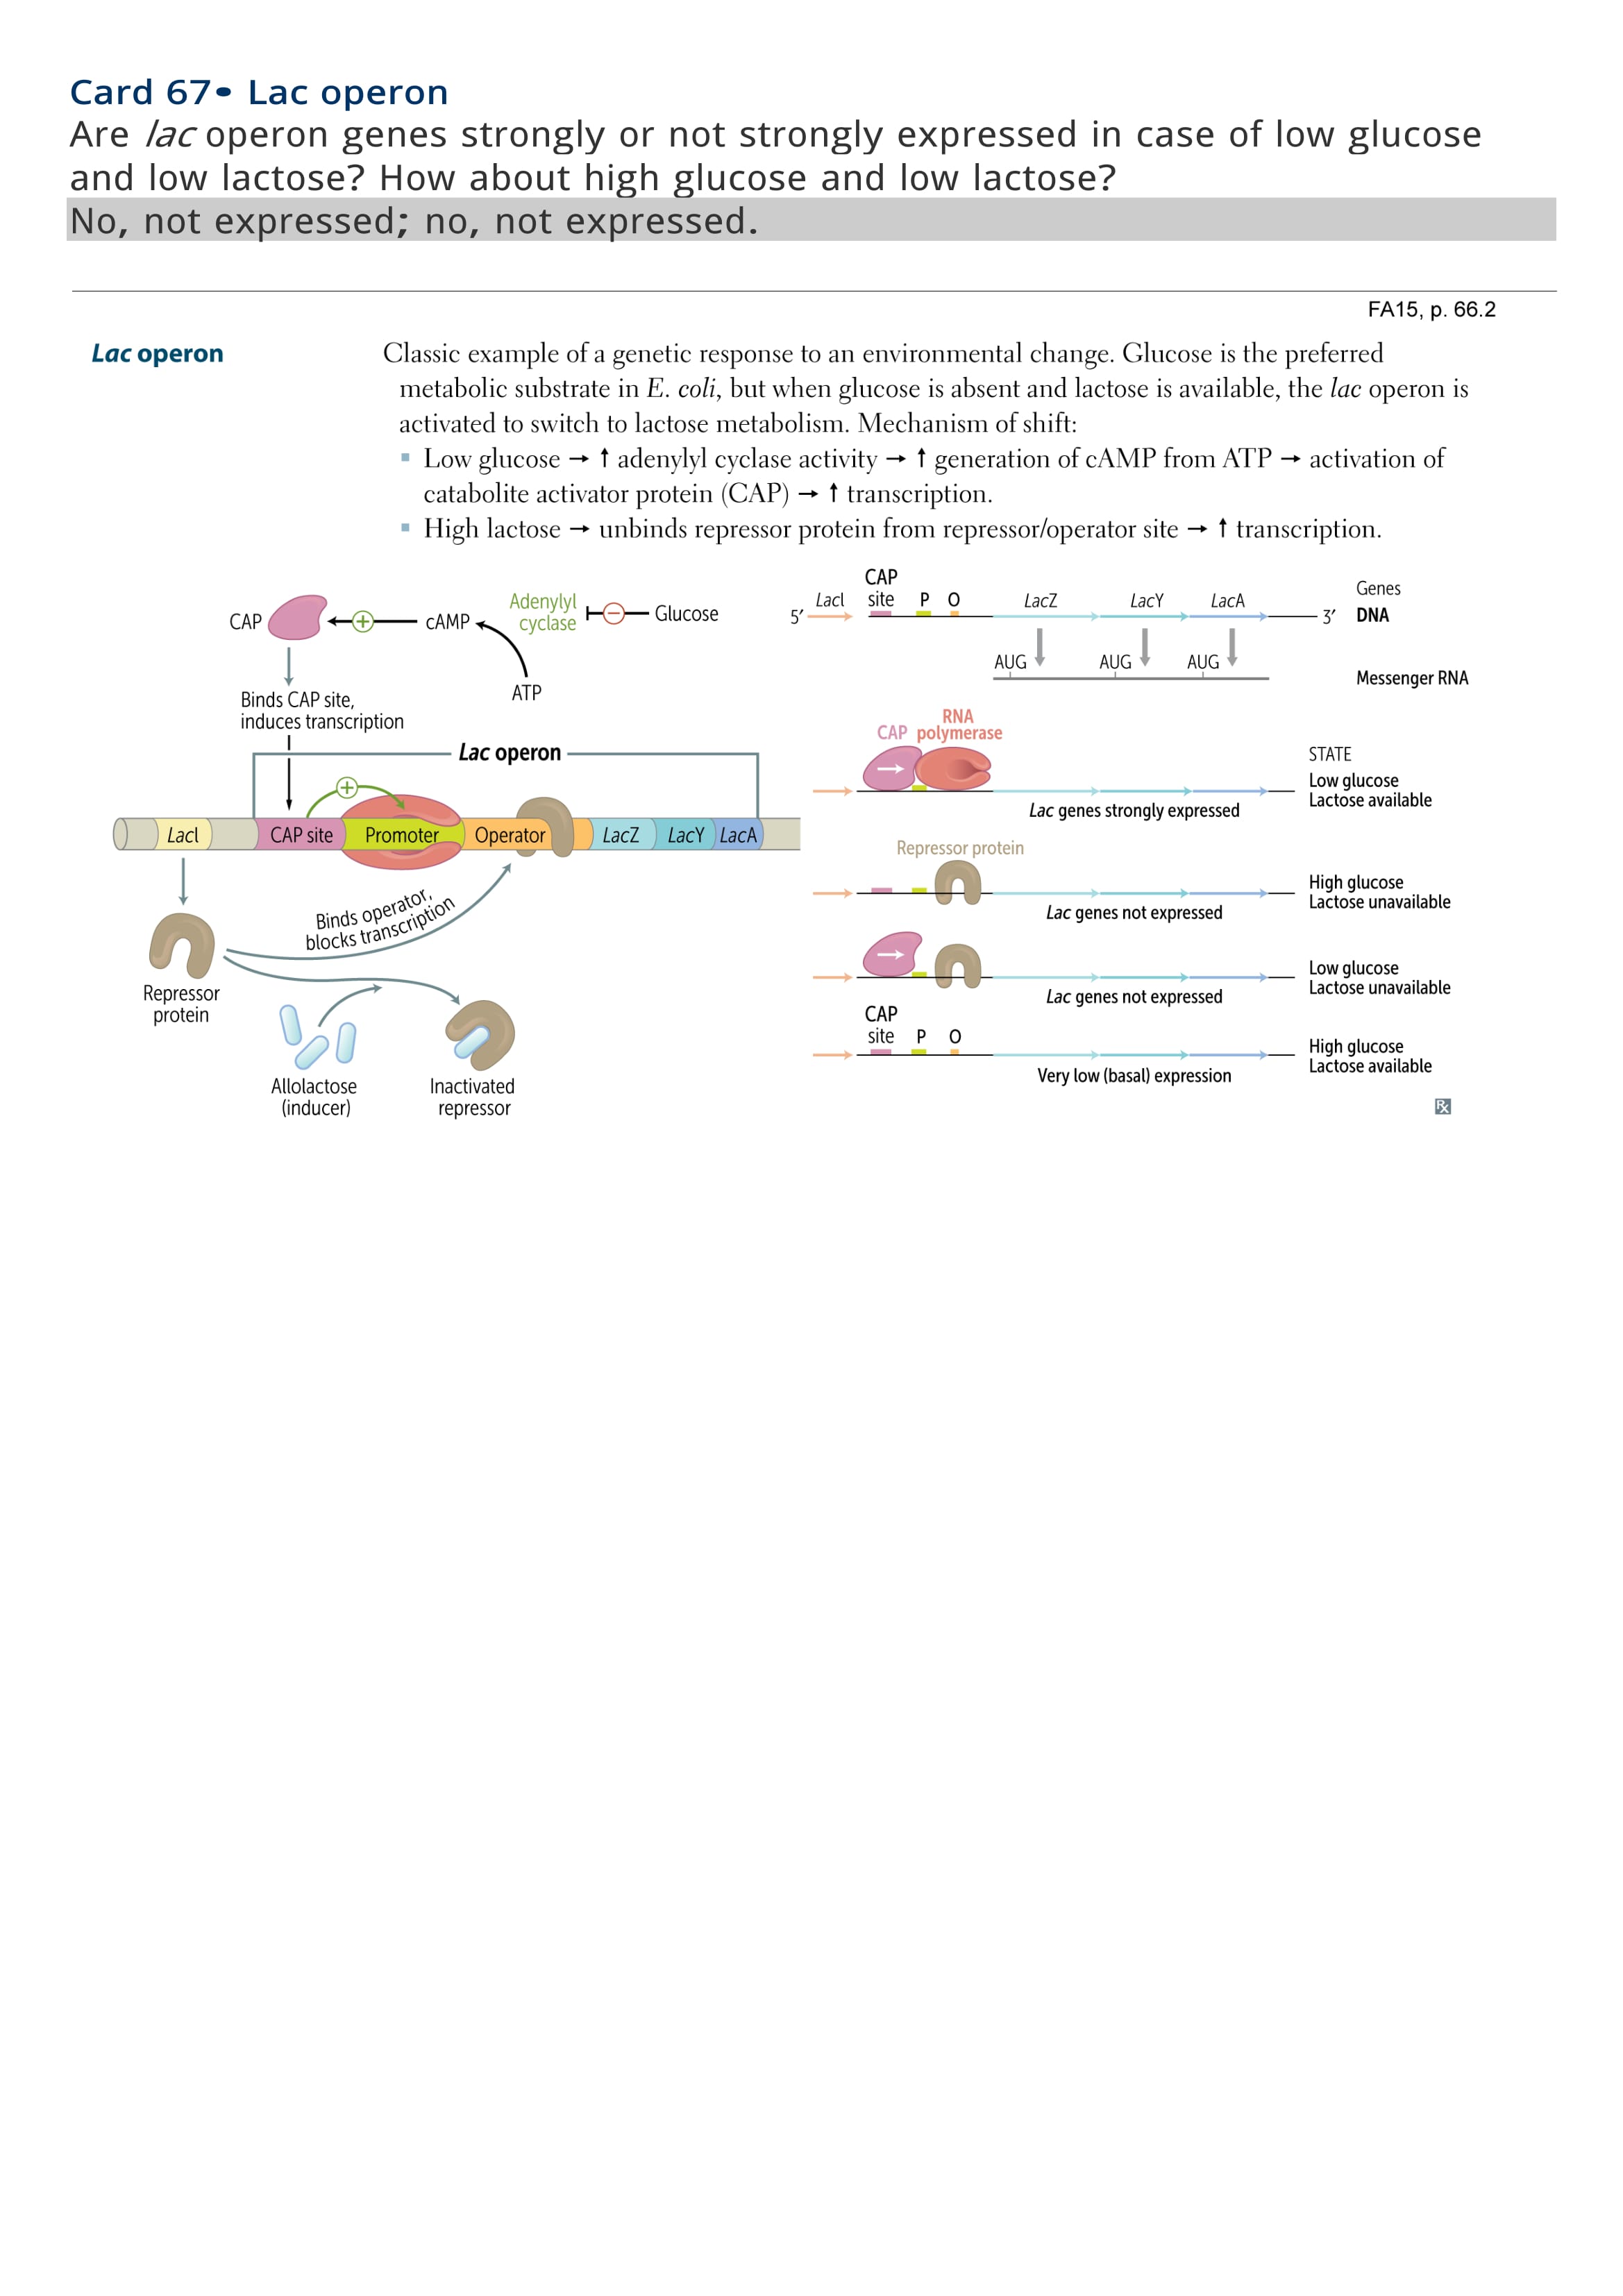 Card 67• Lac operon
Are lac operon genes strongly or not strongly expressed in case of low glucose
and low lactose? How about high glucose and low lactose?
No, not expressed; no, not expressed.
FA15, p. 66.2
Lac operon
Classic example of a genetic response to an environmental change. Glucose is the preferred
metabolic substrate in E. coli, but when glucose is absent and lactose is available, the lac operon is
activated to switch to lactose metabolism. Mechanism of shift:
▪ Low glucose → ↑ adenylyl cyclase activity → ↑ generation of cAMP from ATP → activation of
catabolite activator protein (CAP) → ↑ transcription.
▪ High lactose → unbinds repressor protein from repressor/operator site → ↑ transcription.
CAP
+
cAMP
Adenylyl
cyclase
−
Glucose
ATP
Binds CAP site,
induces transcription
Lac operon
+
LacI
CAP site
Promoter
Operator
LacZ
LacY
LacA
Binds operator,
blocks transcription
Repressor
protein
Allolactose
(inducer)
Inactivated
repressor
5′
LacI
CAP
site
P
O
LacZ
LacY
LacA
3′
Genes
DNA
AUG
AUG
AUG
Messenger RNA
CAP
RNA
polymerase
STATE
Low glucose
Lactose available
Lac genes strongly expressed
Repressor protein
High glucose
Lactose unavailable
Lac genes not expressed
Low glucose
Lactose unavailable
Lac genes not expressed
CAP
site
P
O
High glucose
Lactose available
Very low (basal) expression
Rx